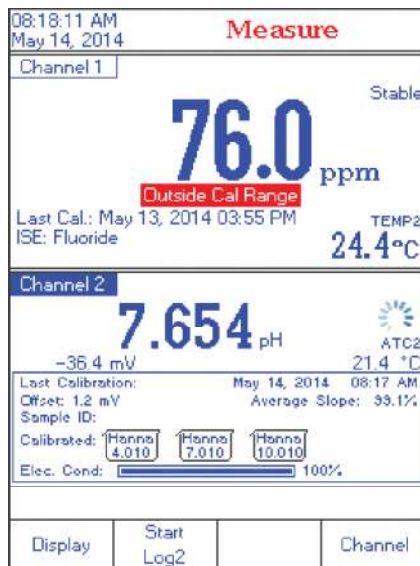 08:18:11 AM
May 14, 2014
Measure
Channel 1
Stable
76.0 ppm
Outside Cal Range
Last Cal.: May 13, 2014 03:55 PM
ISE: Fluoride
TEMP2
24.4°C
Channel 2
7.654 pH
ATC2
-36.4 mV
21.4 °C
Last Calibration: May 14, 2014 08:17 AM
Offset: 1.2 mV Average Slope: 99.1%
Sample ID:
Calibrated: Hanna 4.010 Hanna 7.010 Hanna 10.010
Elec. Cond: 100%
Display Start Log2 Channel